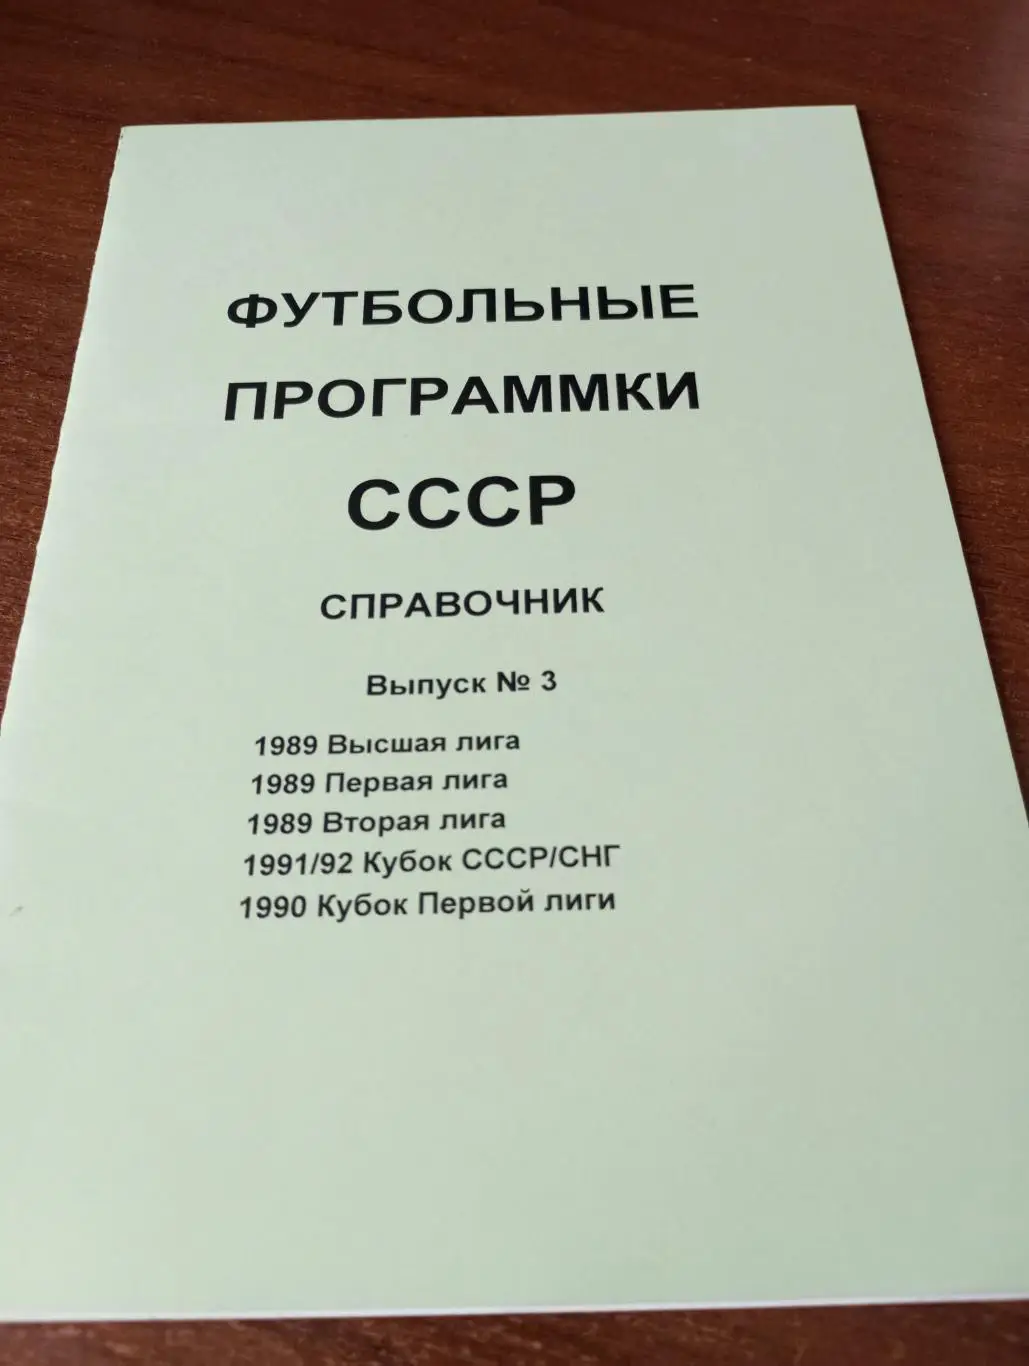 ФУТБОЛЬНЫЕ
ПРОГРАММКИ
СССР
СПРАВОЧНИК
Выпуск № 3
1989 Высшая лига
1989 Первая лига
1989 Вторая лига
1991/92 Кубок СССР/СНГ
1990 Кубок Первой лиги